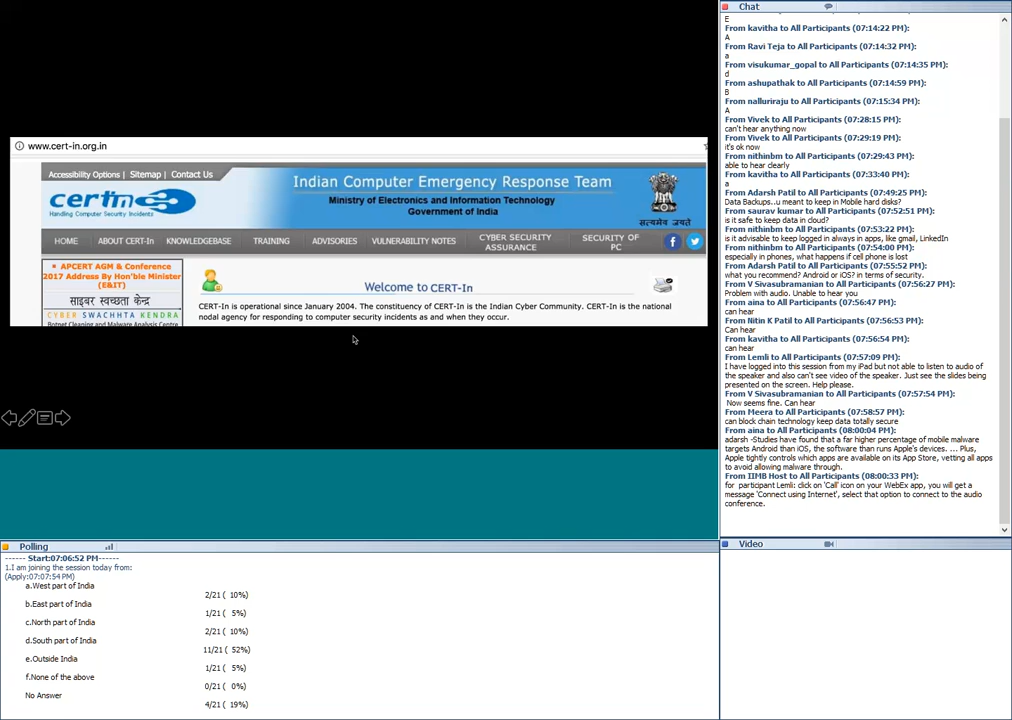 www.cert-in.org.in
Accessibility Options | Sitemap | Contact Us
certin
Handling Computer Security Incidents
Indian Computer Emergency Response Team
Ministry of Electronics and Information Technology
Government of India
सत्यमेव जयते
HOME ABOUT CERT-In KNOWLEDGEBASE TRAINING ADVISORIES VULNERABILITY NOTES CYBER SECURITY ASSURANCE SECURITY OF PC
APCERT AGM & Conference
2017 Address By Hon'ble Minister
(E&IT)
साइबर स्वच्छता केन्द्र
CYBER SWACHHTA KENDRA
Botnet Cleaning and Malware Analysis Centre
Welcome to CERT-In
CERT-In is operational since January 2004. The constituency of CERT-In is the Indian Cyber Community. CERT-In is the national
nodal agency for responding to computer security incidents as and when they occur.
Chat
E
From kavitha to All Participants (07:14:22 PM):
A
From Ravi Teja to All Participants (07:14:32 PM):
a
From visukumar_gopal to All Participants (07:14:35 PM):
d
From ashupathak to All Participants (07:14:59 PM):
B
From nalluriraju to All Participants (07:15:34 PM):
A
From Vivek to All Participants (07:28:15 PM):
can't hear anything now
From Vivek to All Participants (07:29:19 PM):
it's ok now
From nithinbm to All Participants (07:29:43 PM):
able to hear clearly
From kavitha to All Participants (07:33:40 PM):
a
From Adarsh Patil to All Participants (07:49:25 PM):
Data Backups..u meant to keep in Mobile hard disks?
From saurav kumar to All Participants (07:52:51 PM):
is it safe to keep data in cloud?
From nithinbm to All Participants (07:53:22 PM):
is it advisable to keep logged in always in apps, like gmail, LinkedIn
From nithinbm to All Participants (07:54:00 PM):
especially in phones, what happens if cell phone is lost
From Adarsh Patil to All Participants (07:55:52 PM):
what you recommend? Android or iOS? in terms of security.
From V Sivasubramanian to All Participants (07:56:27 PM):
Problem with audio. Unable to hear you
From aina to All Participants (07:56:47 PM):
can hear
From Nitin K Patil to All Participants (07:56:53 PM):
Can hear
From kavitha to All Participants (07:56:54 PM):
can hear
From Lemli to All Participants (07:57:09 PM):
I have logged into this session from my iPad but not able to listen to audio of
the speaker and also can't see video of the speaker. Just see the slides being
presented on the screen. Help please.
From V Sivasubramanian to All Participants (07:57:54 PM):
Now seems fine. Can hear
From Meera to All Participants (07:58:57 PM):
can block chain technology keep data totally secure
From aina to All Participants (08:00:04 PM):
adarsh -Studies have found that a far higher percentage of mobile malware
targets Android than iOS, the software than runs Apple's devices. ... Plus,
Apple tightly controls which apps are available on its App Store, vetting all apps
to avoid allowing malware through.
From IIMB Host to All Participants (08:00:33 PM):
for participant Lemli: click on 'Call' icon on your WebEx app, you will get a
message 'Connect using Internet', select that option to connect to the audio
conference.
Polling
------ Start:07:06:52 PM------
1.I am joining the session today from:
(Apply:07:07:54 PM)
a.West part of India
2/21 ( 10%)
b.East part of India
1/21 ( 5%)
c.North part of India
2/21 ( 10%)
d.South part of India
11/21 ( 52%)
e.Outside India
1/21 ( 5%)
f.None of the above
0/21 ( 0%)
No Answer
4/21 ( 19%)
Video